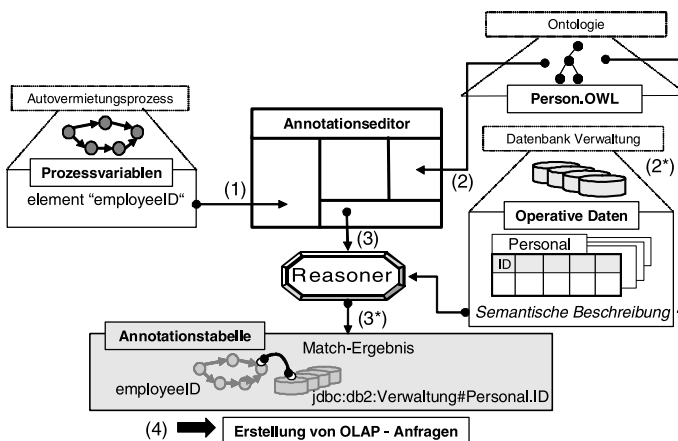 Ontologie
Person.OWL
Autovermietungsprozess
Prozessvariablen
element "employeeID"
(1)
Annotationseditor
(2)
Datenbank Verwaltung
(2*)
Operative Daten
Personal
ID
Semantische Beschreibung
(3)
Reasoner
(3*)
Annotationstabelle
Match-Ergebnis
employeeID
jdbc:db2:Verwaltung#Personal.ID
(4)
Erstellung von OLAP - Anfragen